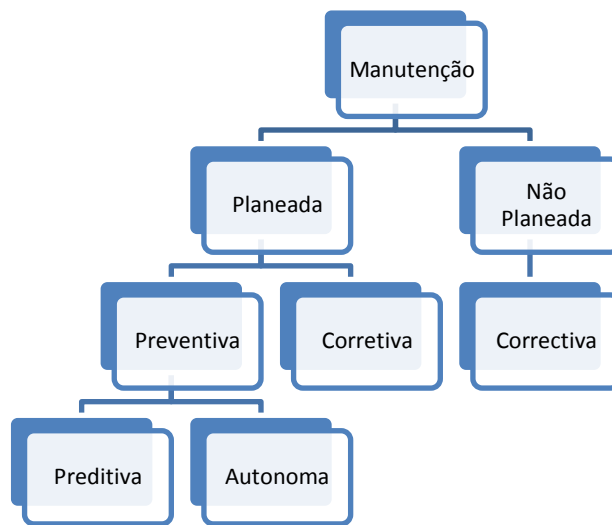 Manutenção
Planeada
Não
Planeada
Preventiva
Corretiva
Correctiva
Preditiva
Autonoma